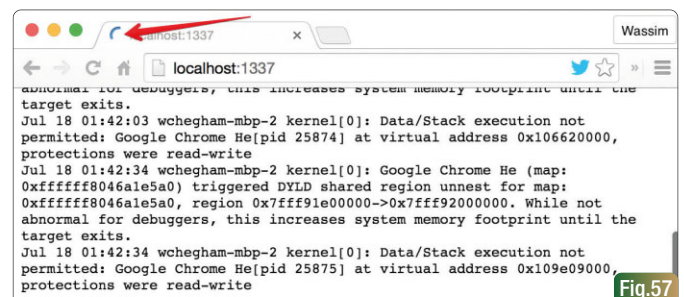 localhost:1337
Wassim
localhost:1337
abnormal for debuggers, this increases system memory footprint until the
target exits.
Jul 18 01:42:03 wchegham-mbp-2 kernel[0]: Data/Stack execution not
permitted: Google Chrome He[pid 25874] at virtual address 0x106620000,
protections were read-write
Jul 18 01:42:34 wchegham-mbp-2 kernel[0]: Google Chrome He (map:
0xffffff8046a1e5a0) triggered DYLD shared region unnest for map:
0xffffff8046a1e5a0, region 0x7fff91e00000->0x7fff92000000. While not
abnormal for debuggers, this increases system memory footprint until the
target exits.
Jul 18 01:42:34 wchegham-mbp-2 kernel[0]: Data/Stack execution not
permitted: Google Chrome He[pid 25875] at virtual address 0x109e09000,
protections were read-write
Fig.57